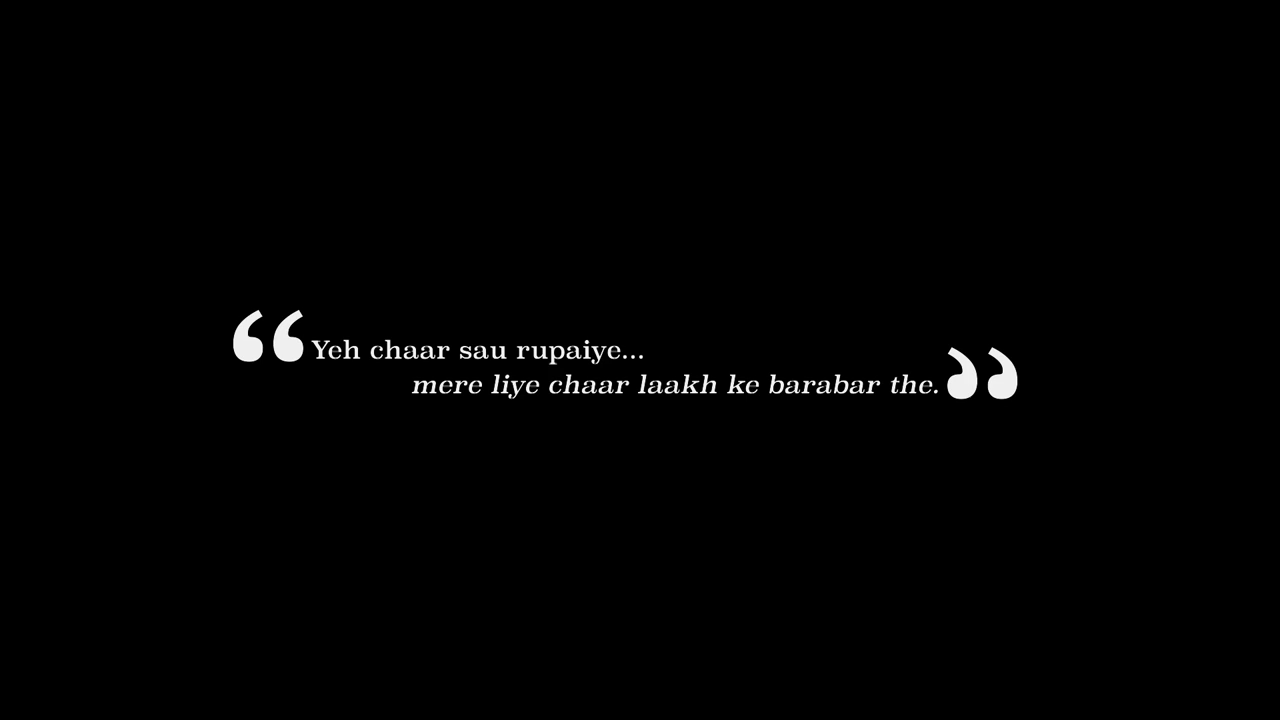 “Yeh chaar sau rupaiye...
mere liye chaar laakh ke barabar the.”